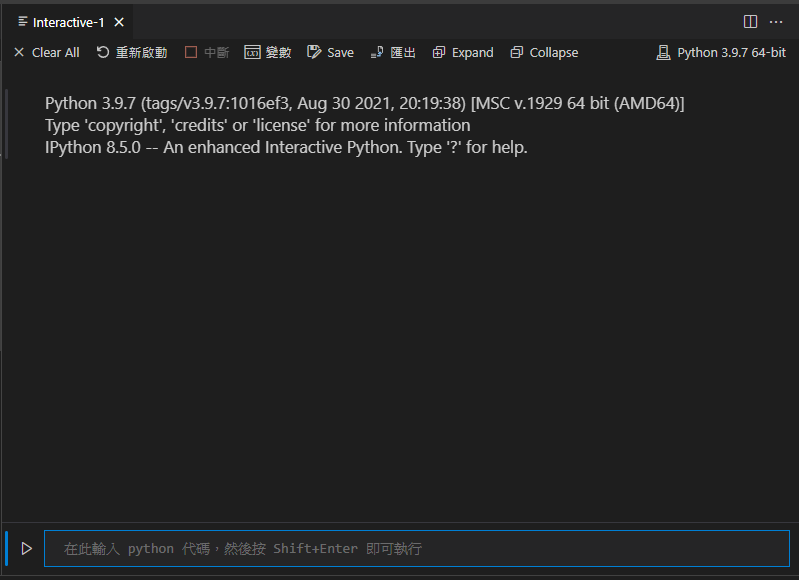 Interactive-1
Clear All 重新啟動 中斷 變數 Save 匯出 Expand Collapse Python 3.9.7 64-bit
Python 3.9.7 (tags/v3.9.7:1016ef3, Aug 30 2021, 20:19:38) [MSC v.1929 64 bit (AMD64)]
Type 'copyright', 'credits' or 'license' for more information
IPython 8.5.0 -- An enhanced Interactive Python. Type '?' for help.
在此輸入 python 代碼，然後按 Shift+Enter 即可執行